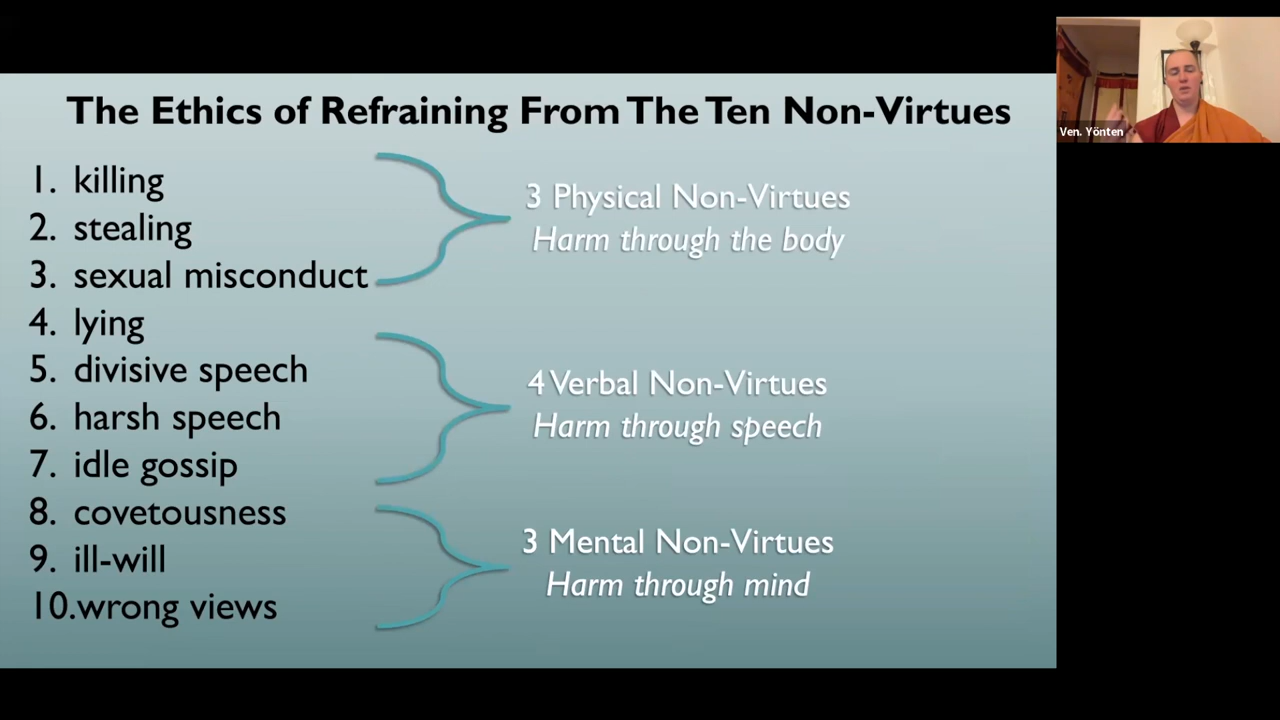 The Ethics of Refraining From The Ten Non-Virtues
1. killing
2. stealing
3. sexual misconduct
4. lying
5. divisive speech
6. harsh speech
7. idle gossip
8. covetousness
9. ill-will
10.wrong views
3 Physical Non-Virtues
Harm through the body
4 Verbal Non-Virtues
Harm through speech
3 Mental Non-Virtues
Harm through mind
Ven. Yönten